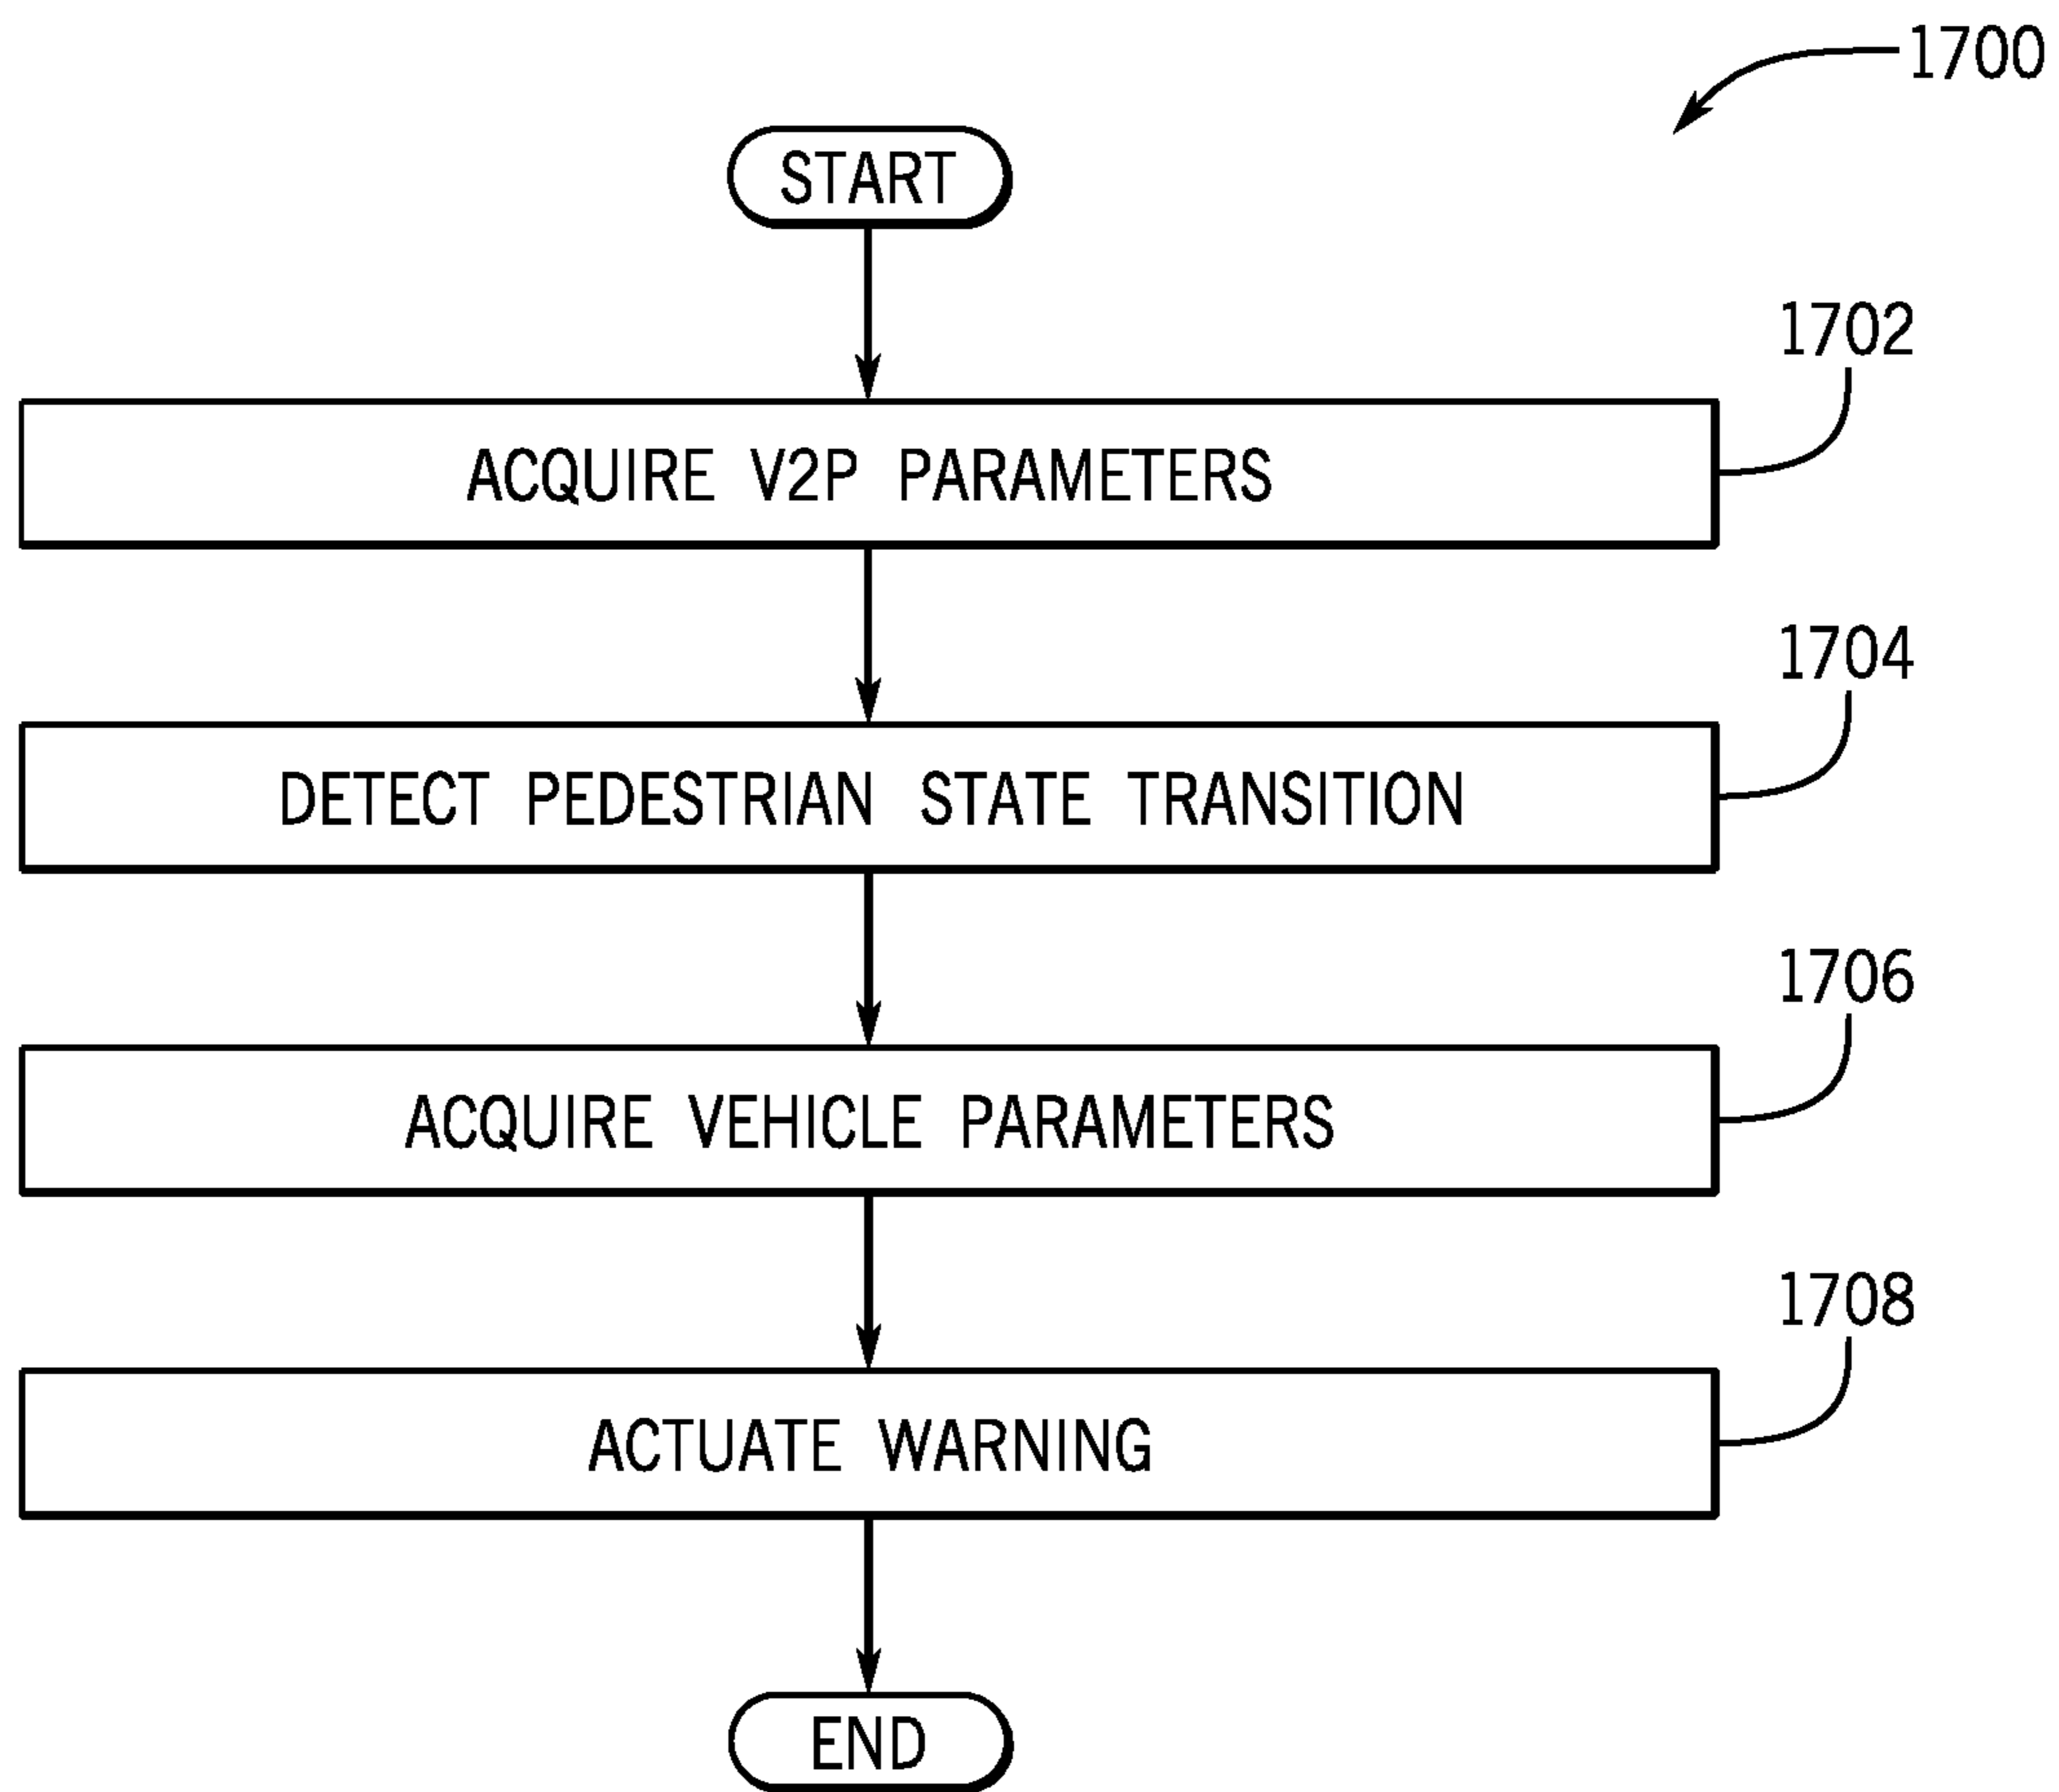 1700
START
1702
ACQUIRE V2P PARAMETERS
1704
DETECT PEDESTRIAN STATE TRANSITION
1706
ACQUIRE VEHICLE PARAMETERS
1708
ACTUATE WARNING
END